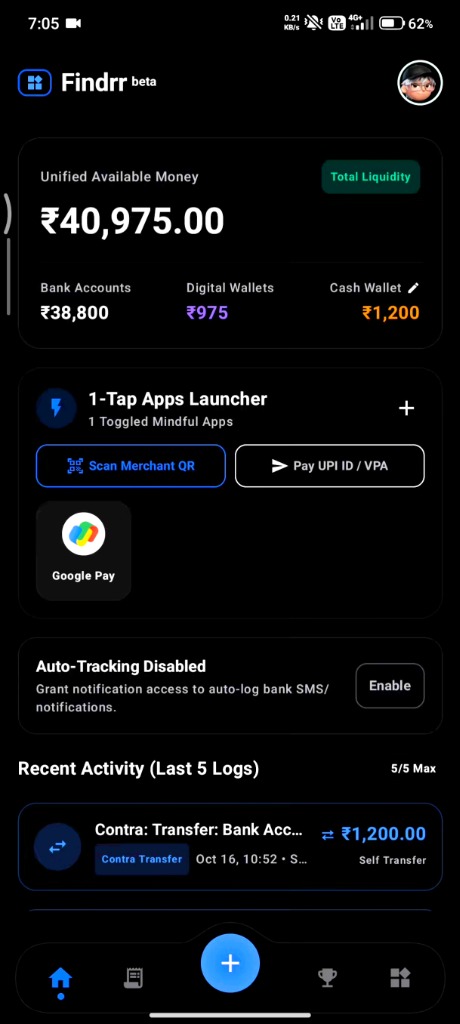 7:05
0.21 KB/s Vo LTE 4G+ 62%
Findrr beta
Unified Available Money
Total Liquidity
₹40,975.00
Bank Accounts Digital Wallets Cash Wallet
₹38,800 ₹975 ₹1,200
1-Tap Apps Launcher
1 Toggled Mindful Apps
Scan Merchant QR Pay UPI ID / VPA
Google Pay
Auto-Tracking Disabled
Grant notification access to auto-log bank SMS/
notifications.
Enable
Recent Activity (Last 5 Logs) 5/5 Max
Contra: Transfer: Bank Acc... ₹1,200.00
Contra Transfer Oct 16, 10:52 • S... Self Transfer